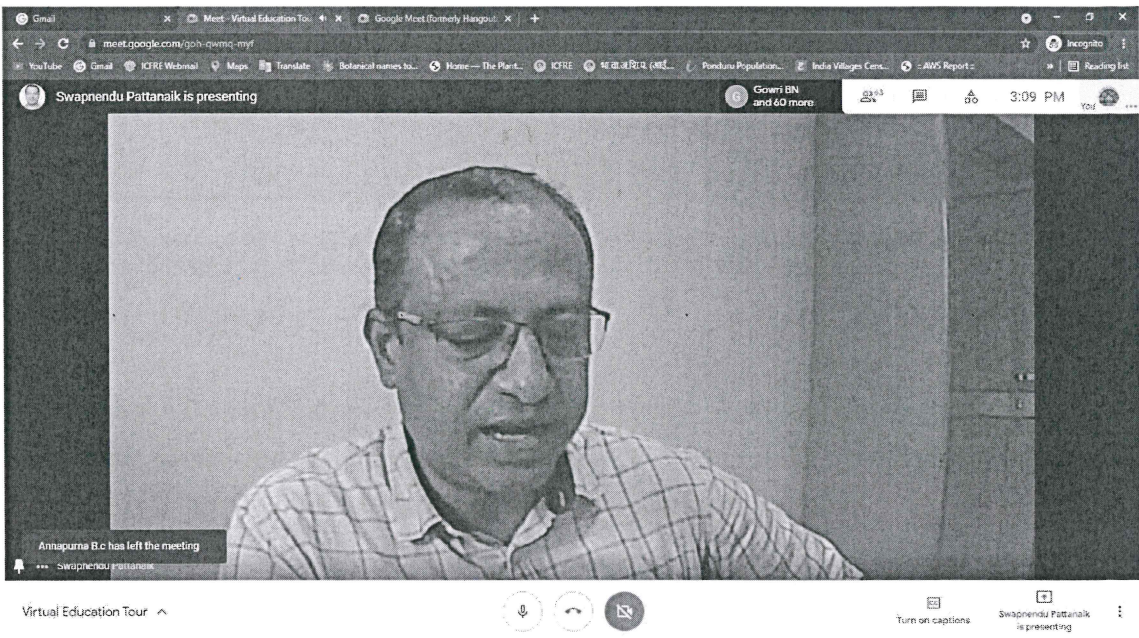 Gmail
Meet - Virtual Education Tou
Google Meet (formerly Hangout
meet.google.com/goh-qwmq-myf
Incognito
YouTube Gmail ICFRE Webmail Maps Translate Botanical names to... Home — The Plant... ICFRE Ponduru Population... India Villages Cens... :: AWS Report :: » Reading list
Swapnendu Pattanaik is presenting
G Gowri BN
and 60 more
3:09 PM
You
Annapurna B.c has left the meeting
Swapnendu Pattanaik
Virtual Education Tour
Turn on captions
Swapnendu Pattanaik
is presenting